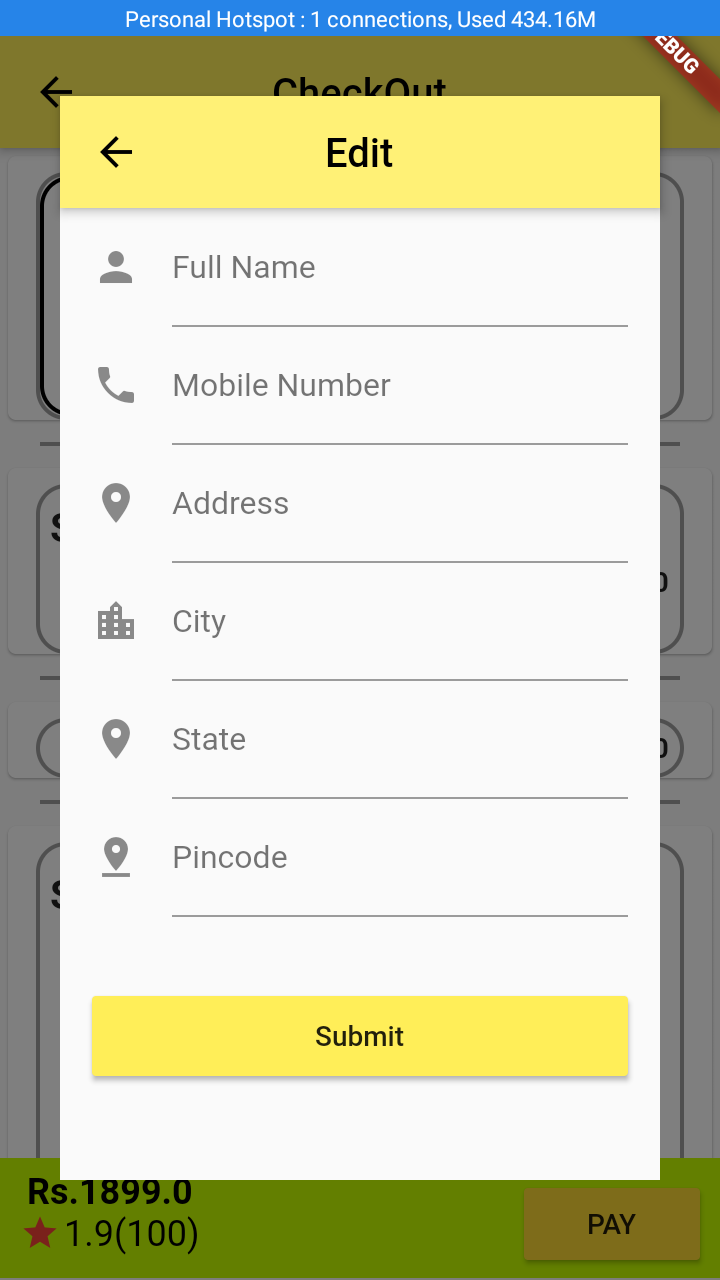 Personal Hotspot : 1 connections, Used 434.16M
CheckOut
Edit
Full Name
Mobile Number
Address
City
State
Pincode
Submit
Rs.1899.0
1.9(100)
PAY